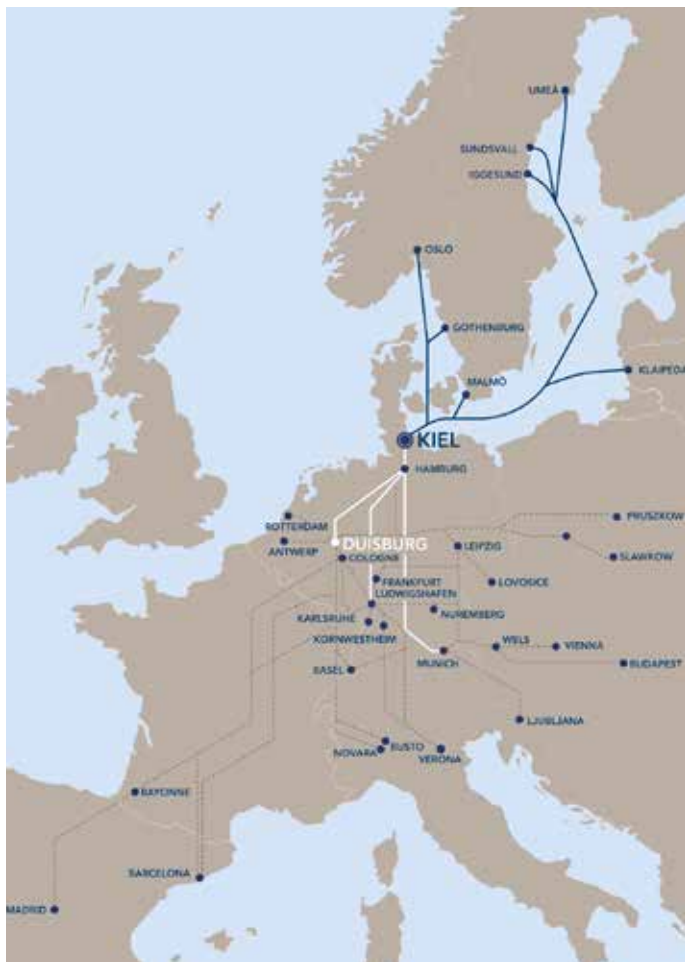 UMEÅ
SUNDSVALL
IGGESUND
OSLO
GOTHENBURG
KLAIPEDA
MALMÖ
KIEL
HAMBURG
ROTTERDAM
PRUSZKOW
ANTWERP
DUISBURG
LEIPZIG
COLOGNE
SLAWKOW
FRANKFURT
LOVOSICE
LUDWIGSHAFEN
KARLSRUHE
NUREMBERG
KORNWESTHEIM
WELS
VIENNA
BASEL
MUNICH
BUDAPEST
LJUBLJANA
BUSTO
NOVARA
VERONA
BAYONNE
BARCELONA
MADRID